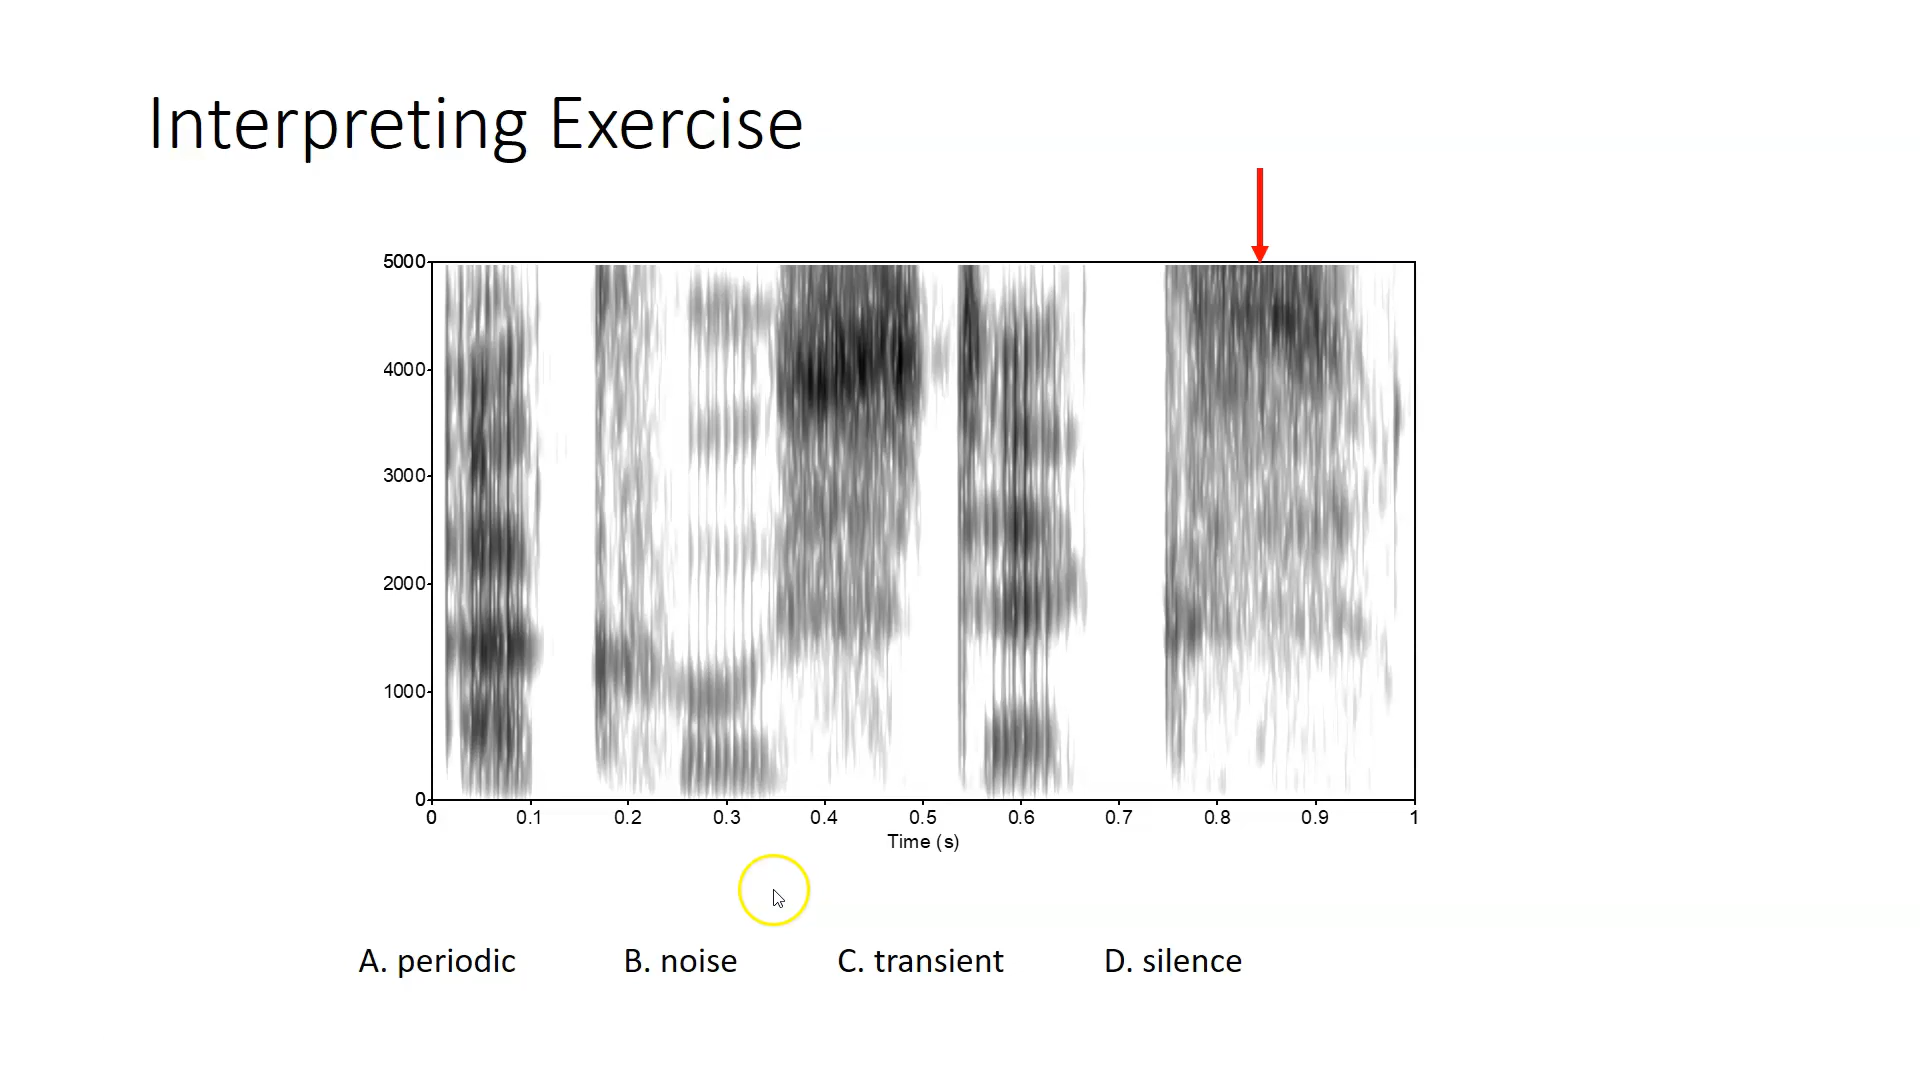 Interpreting Exercise
5000
4000
3000
2000
1000
0
0 0.1 0.2 0.3 0.4 0.5 0.6 0.7 0.8 0.9 1
Time (s)
A. periodic B. noise C. transient D. silence